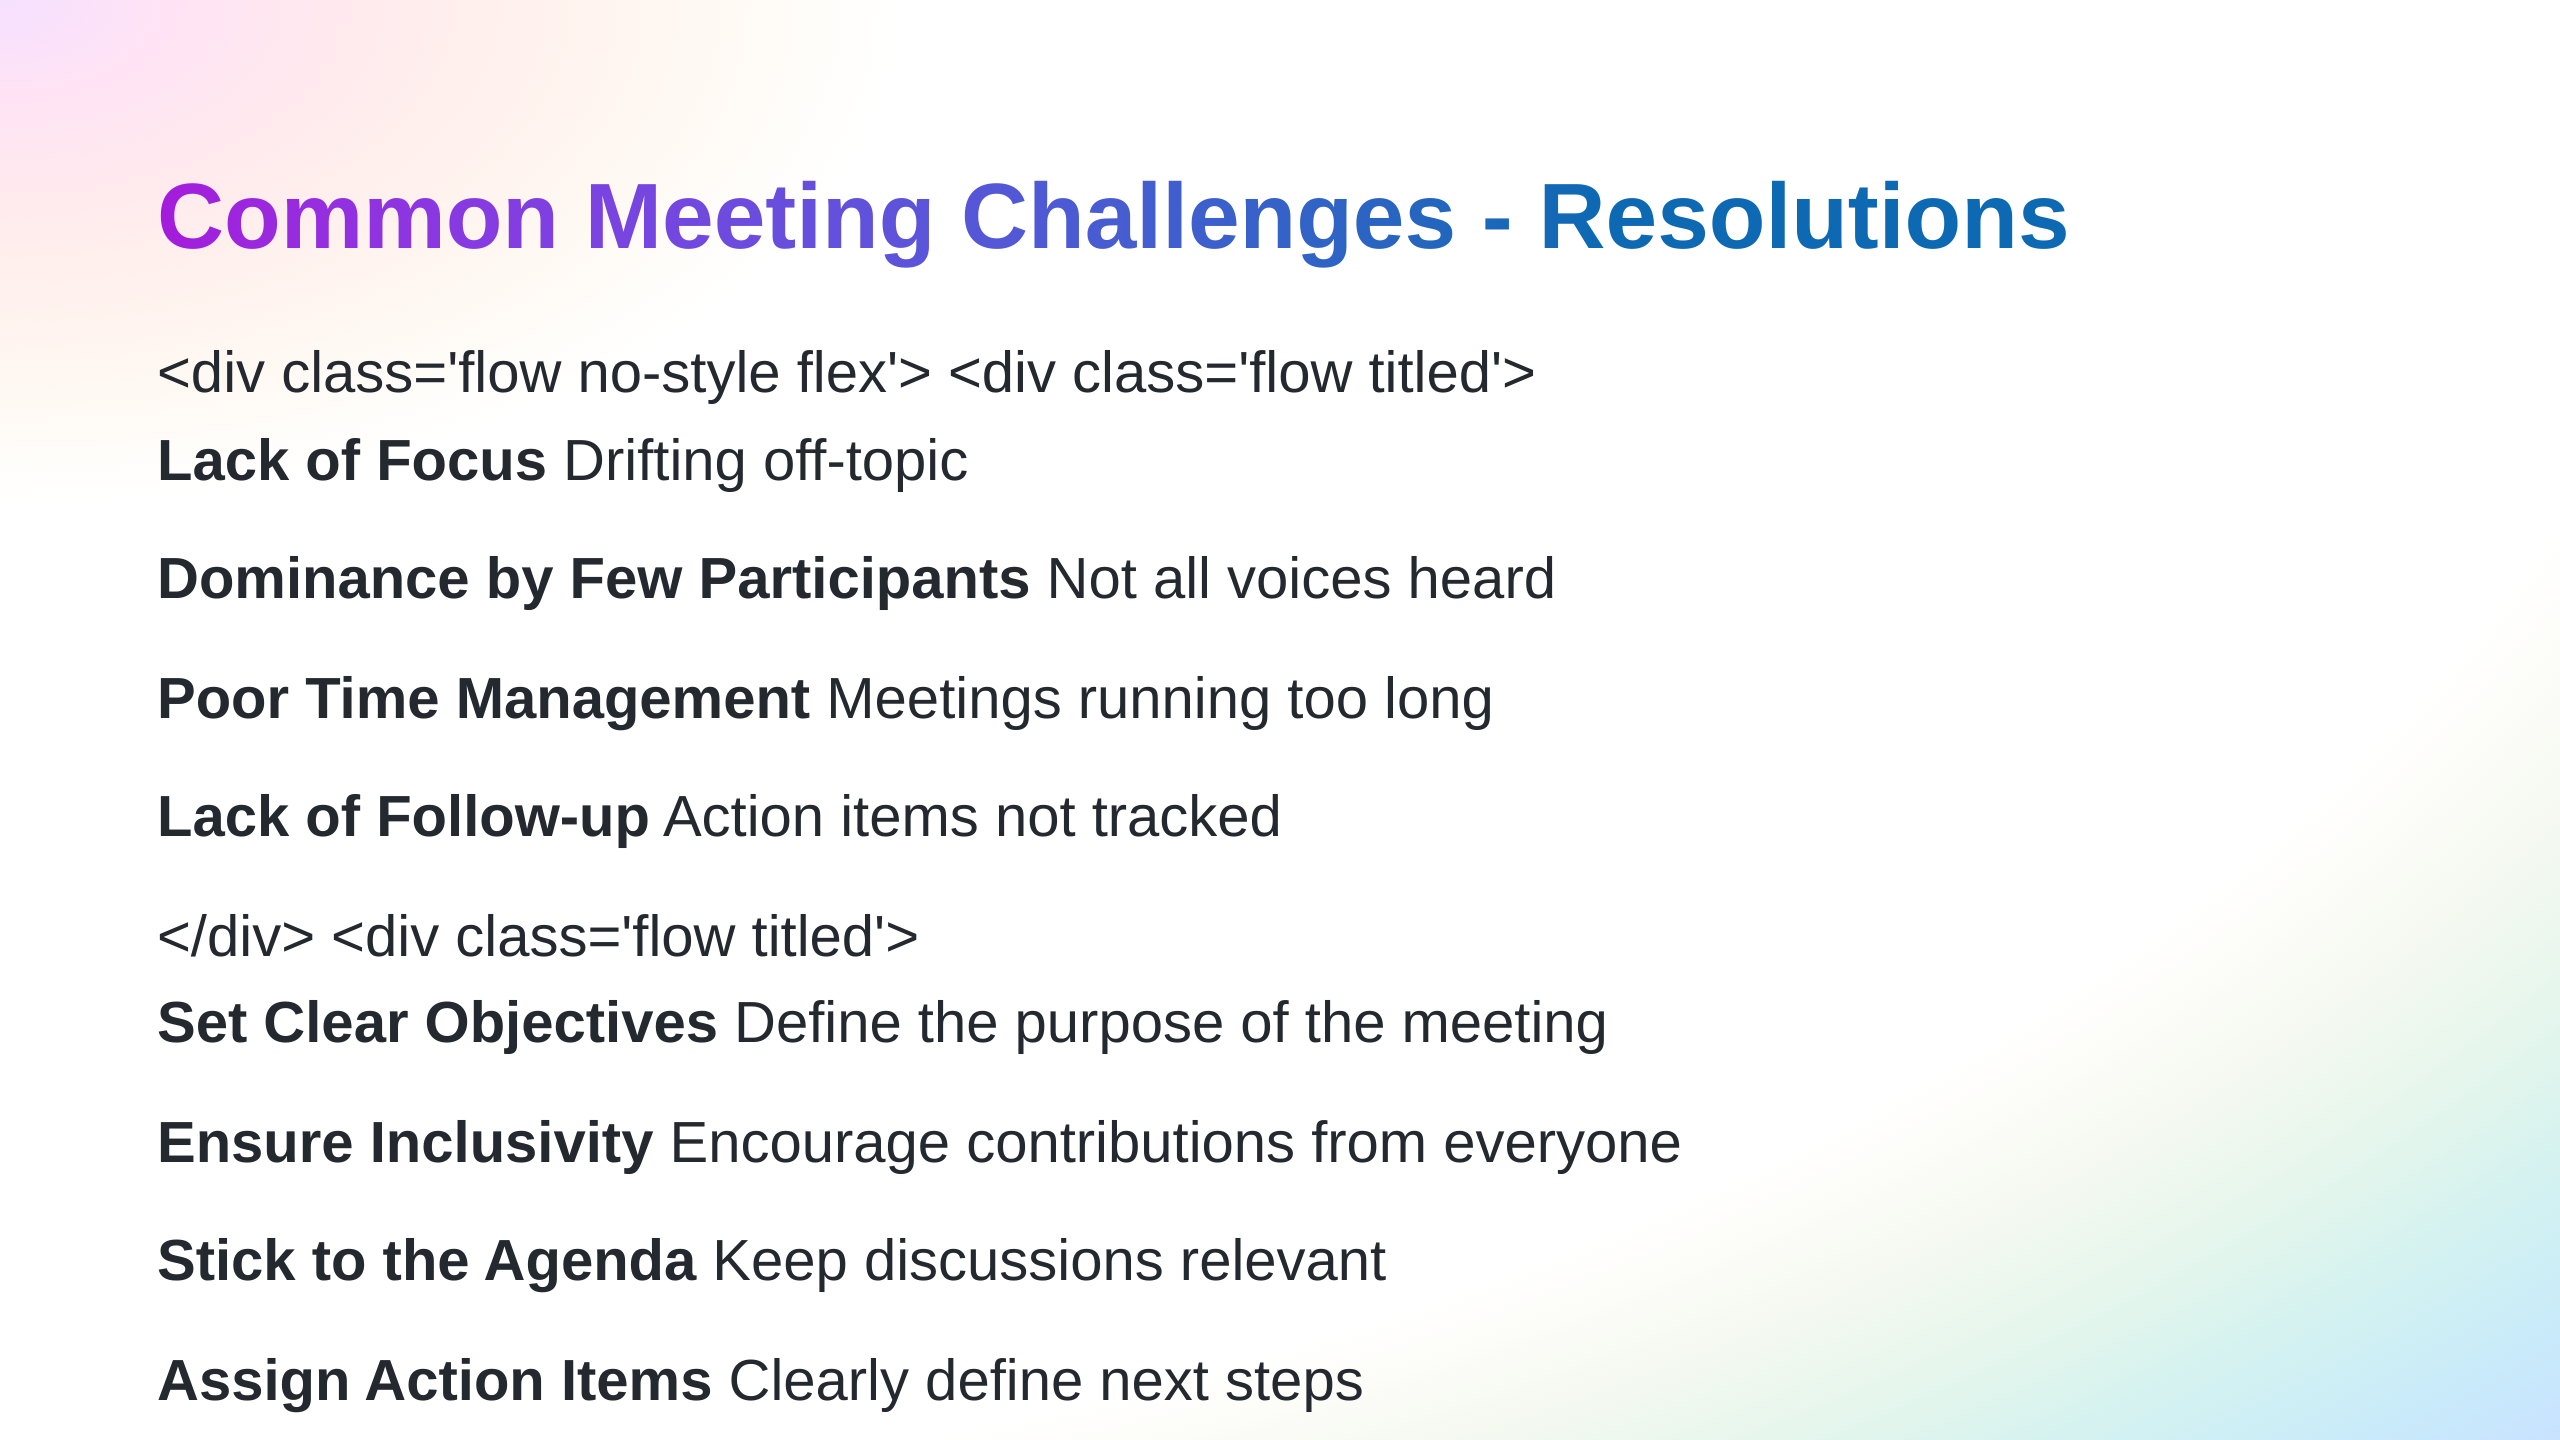 Common Meeting Challenges - Resolutions
<div class='flow no-style flex'> <div class='flow titled'>
Lack of Focus Drifting off-topic
Dominance by Few Participants Not all voices heard
Poor Time Management Meetings running too long
Lack of Follow-up Action items not tracked
</div> <div class='flow titled'>
Set Clear Objectives Define the purpose of the meeting
Ensure Inclusivity Encourage contributions from everyone
Stick to the Agenda Keep discussions relevant
Assign Action Items Clearly define next steps